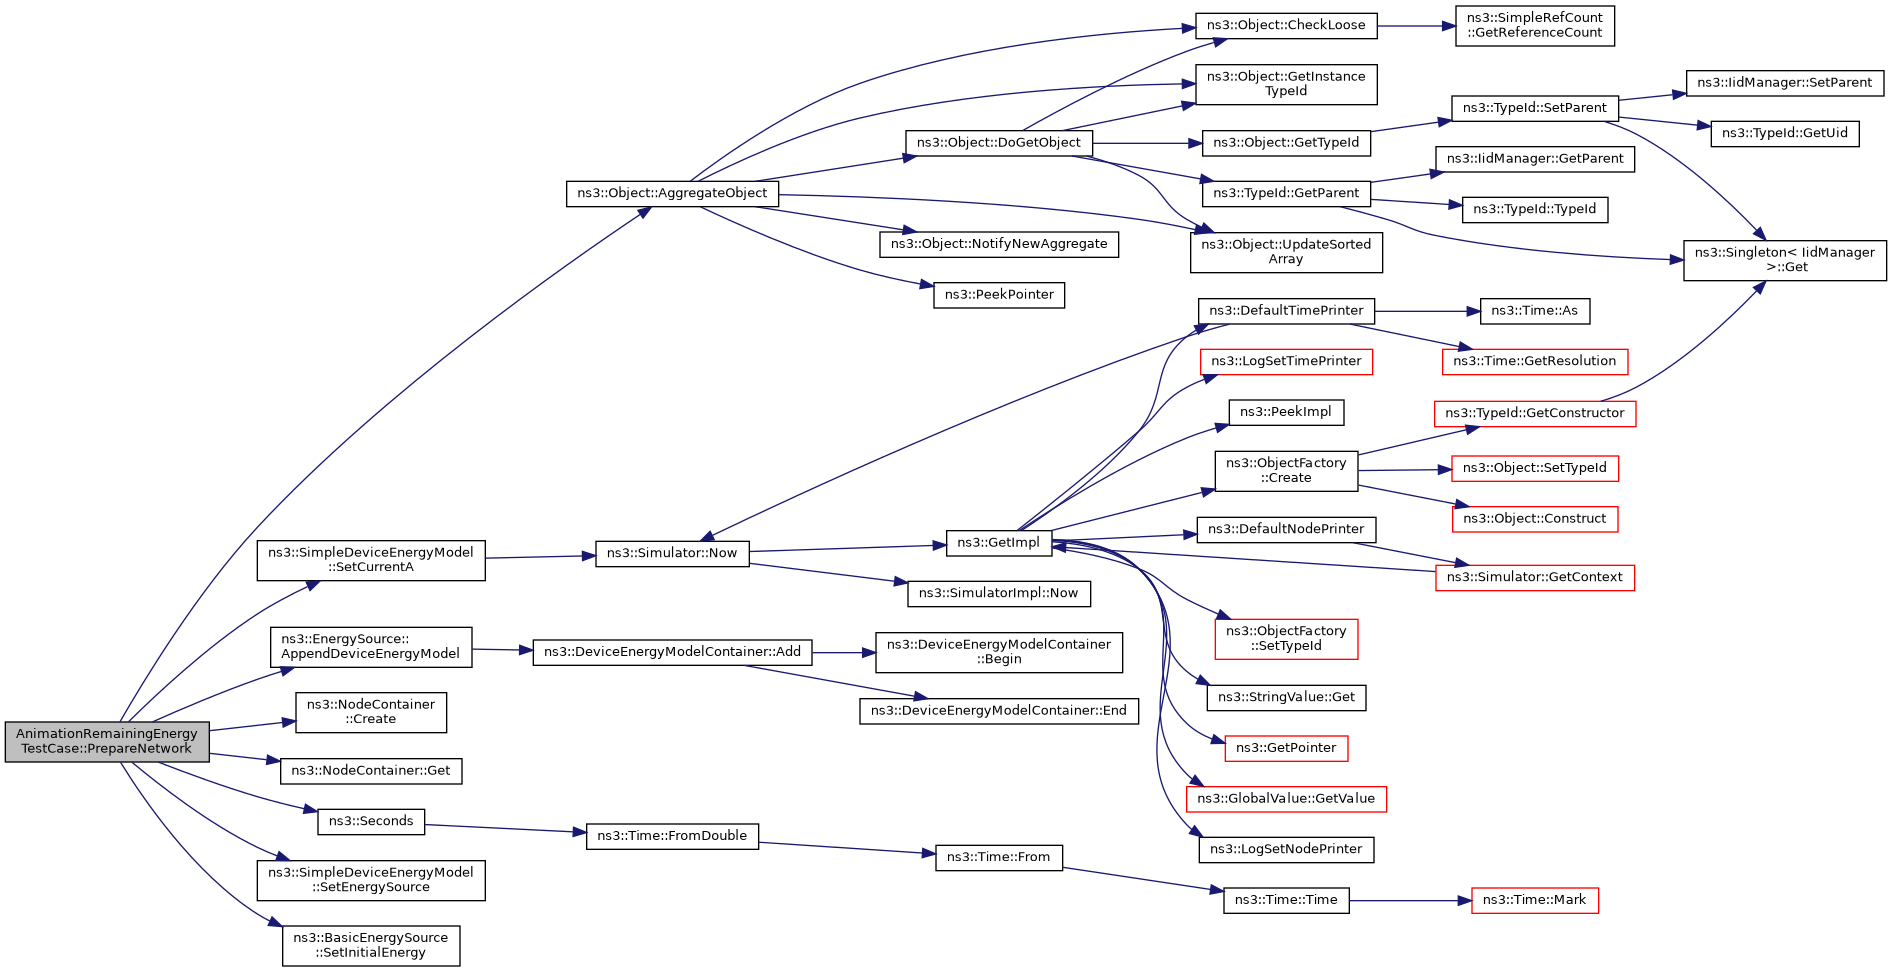 AnimationRemainingEnergy
TestCase::PrepareNetwork
ns3::Object::AggregateObject
ns3::SimpleDeviceEnergyModel
::SetCurrentA
ns3::EnergySource::
AppendDeviceEnergyModel
ns3::NodeContainer
::Create
ns3::NodeContainer::Get
ns3::Seconds
ns3::SimpleDeviceEnergyModel
::SetEnergySource
ns3::BasicEnergySource
::SetInitialEnergy
ns3::Object::DoGetObject
ns3::Object::NotifyNewAggregate
ns3::PeekPointer
ns3::Object::CheckLoose
ns3::SimpleRefCount
::GetReferenceCount
ns3::Object::GetInstance
TypeId
ns3::Object::GetTypeId
ns3::TypeId::GetParent
ns3::Object::UpdateSorted
Array
ns3::TypeId::SetParent
ns3::IidManager::SetParent
ns3::TypeId::GetUid
ns3::IidManager::GetParent
ns3::TypeId::TypeId
ns3::Singleton< IidManager
>::Get
ns3::Simulator::Now
ns3::GetImpl
ns3::SimulatorImpl::Now
ns3::DefaultTimePrinter
ns3::Time::As
ns3::Time::GetResolution
ns3::LogSetTimePrinter
ns3::PeekImpl
ns3::ObjectFactory
::Create
ns3::TypeId::GetConstructor
ns3::Object::SetTypeId
ns3::Object::Construct
ns3::DefaultNodePrinter
ns3::Simulator::GetContext
ns3::ObjectFactory
::SetTypeId
ns3::StringValue::Get
ns3::GetPointer
ns3::GlobalValue::GetValue
ns3::LogSetNodePrinter
ns3::DeviceEnergyModelContainer::Add
ns3::DeviceEnergyModelContainer
::Begin
ns3::DeviceEnergyModelContainer::End
ns3::Time::FromDouble
ns3::Time::From
ns3::Time::Time
ns3::Time::Mark